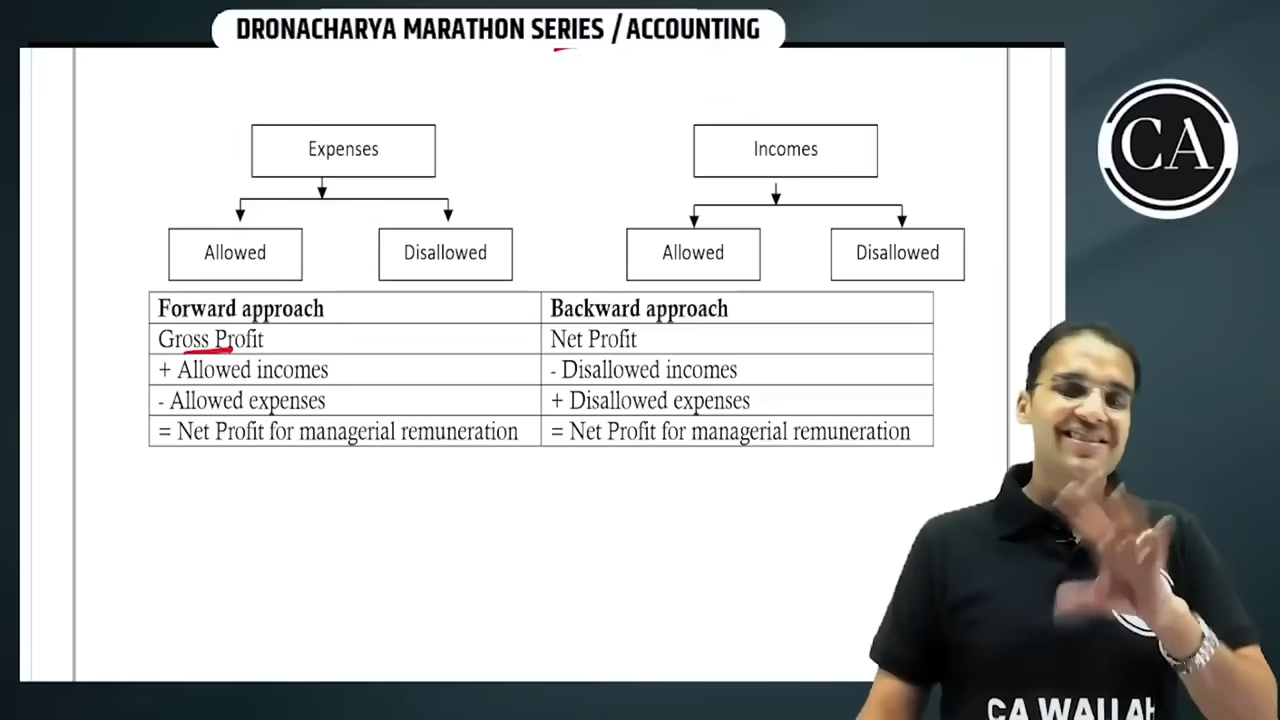 DRONACHARYA MARATHON SERIES / ACCOUNTING
CA
Expenses
Incomes
Allowed
Disallowed
Allowed
Disallowed
Forward approach
Backward approach
Gross Profit
Net Profit
+ Allowed incomes
- Disallowed incomes
- Allowed expenses
+ Disallowed expenses
= Net Profit for managerial remuneration
= Net Profit for managerial remuneration
CA WALLAH